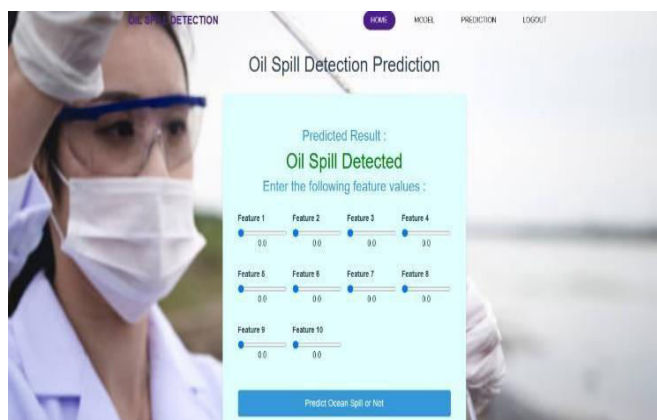 OIL SPILL DETECTION HOME MODEL PREDICTION LOGOUT
Oil Spill Detection Prediction
Predicted Result :
Oil Spill Detected
Enter the following feature values :
Feature 1 Feature 2 Feature 3 Feature 4
0.0 0.0 0.0 0.0
Feature 5 Feature 6 Feature 7 Feature 8
0.0 0.0 0.0 0.0
Feature 9 Feature 10
0.0 0.0
Predict Ocean Spill or Not